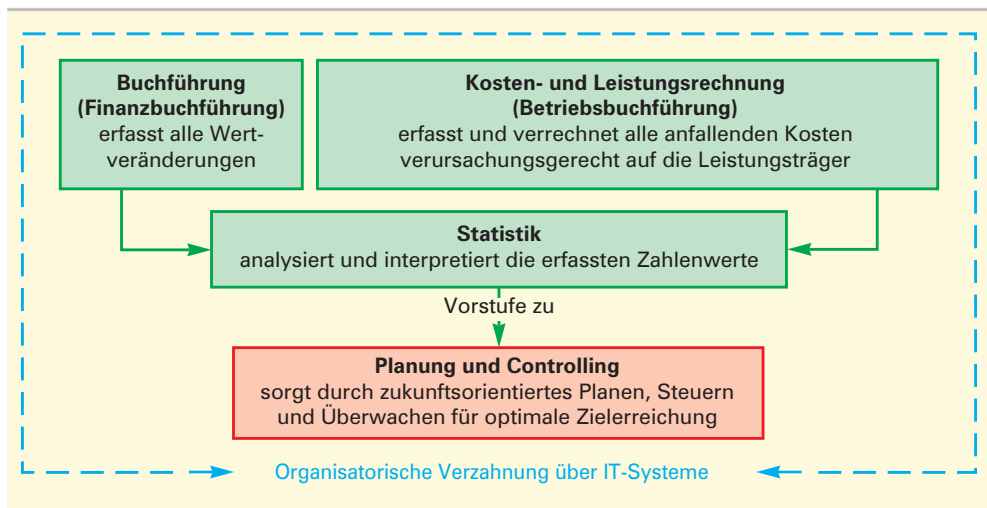 Buchführung
(Finanzbuchführung)
erfasst alle Wert-
veränderungen
Kosten- und Leistungsrechnung
(Betriebsbuchführung)
erfasst und verrechnet alle anfallenden Kosten
verursachungsgerecht auf die Leistungsträger
Statistik
analysiert und interpretiert die erfassten Zahlenwerte
Vorstufe zu
Planung und Controlling
sorgt durch zukunftsorientiertes Planen, Steuern
und Überwachen für optimale Zielerreichung
Organisatorische Verzahnung über IT-Systeme